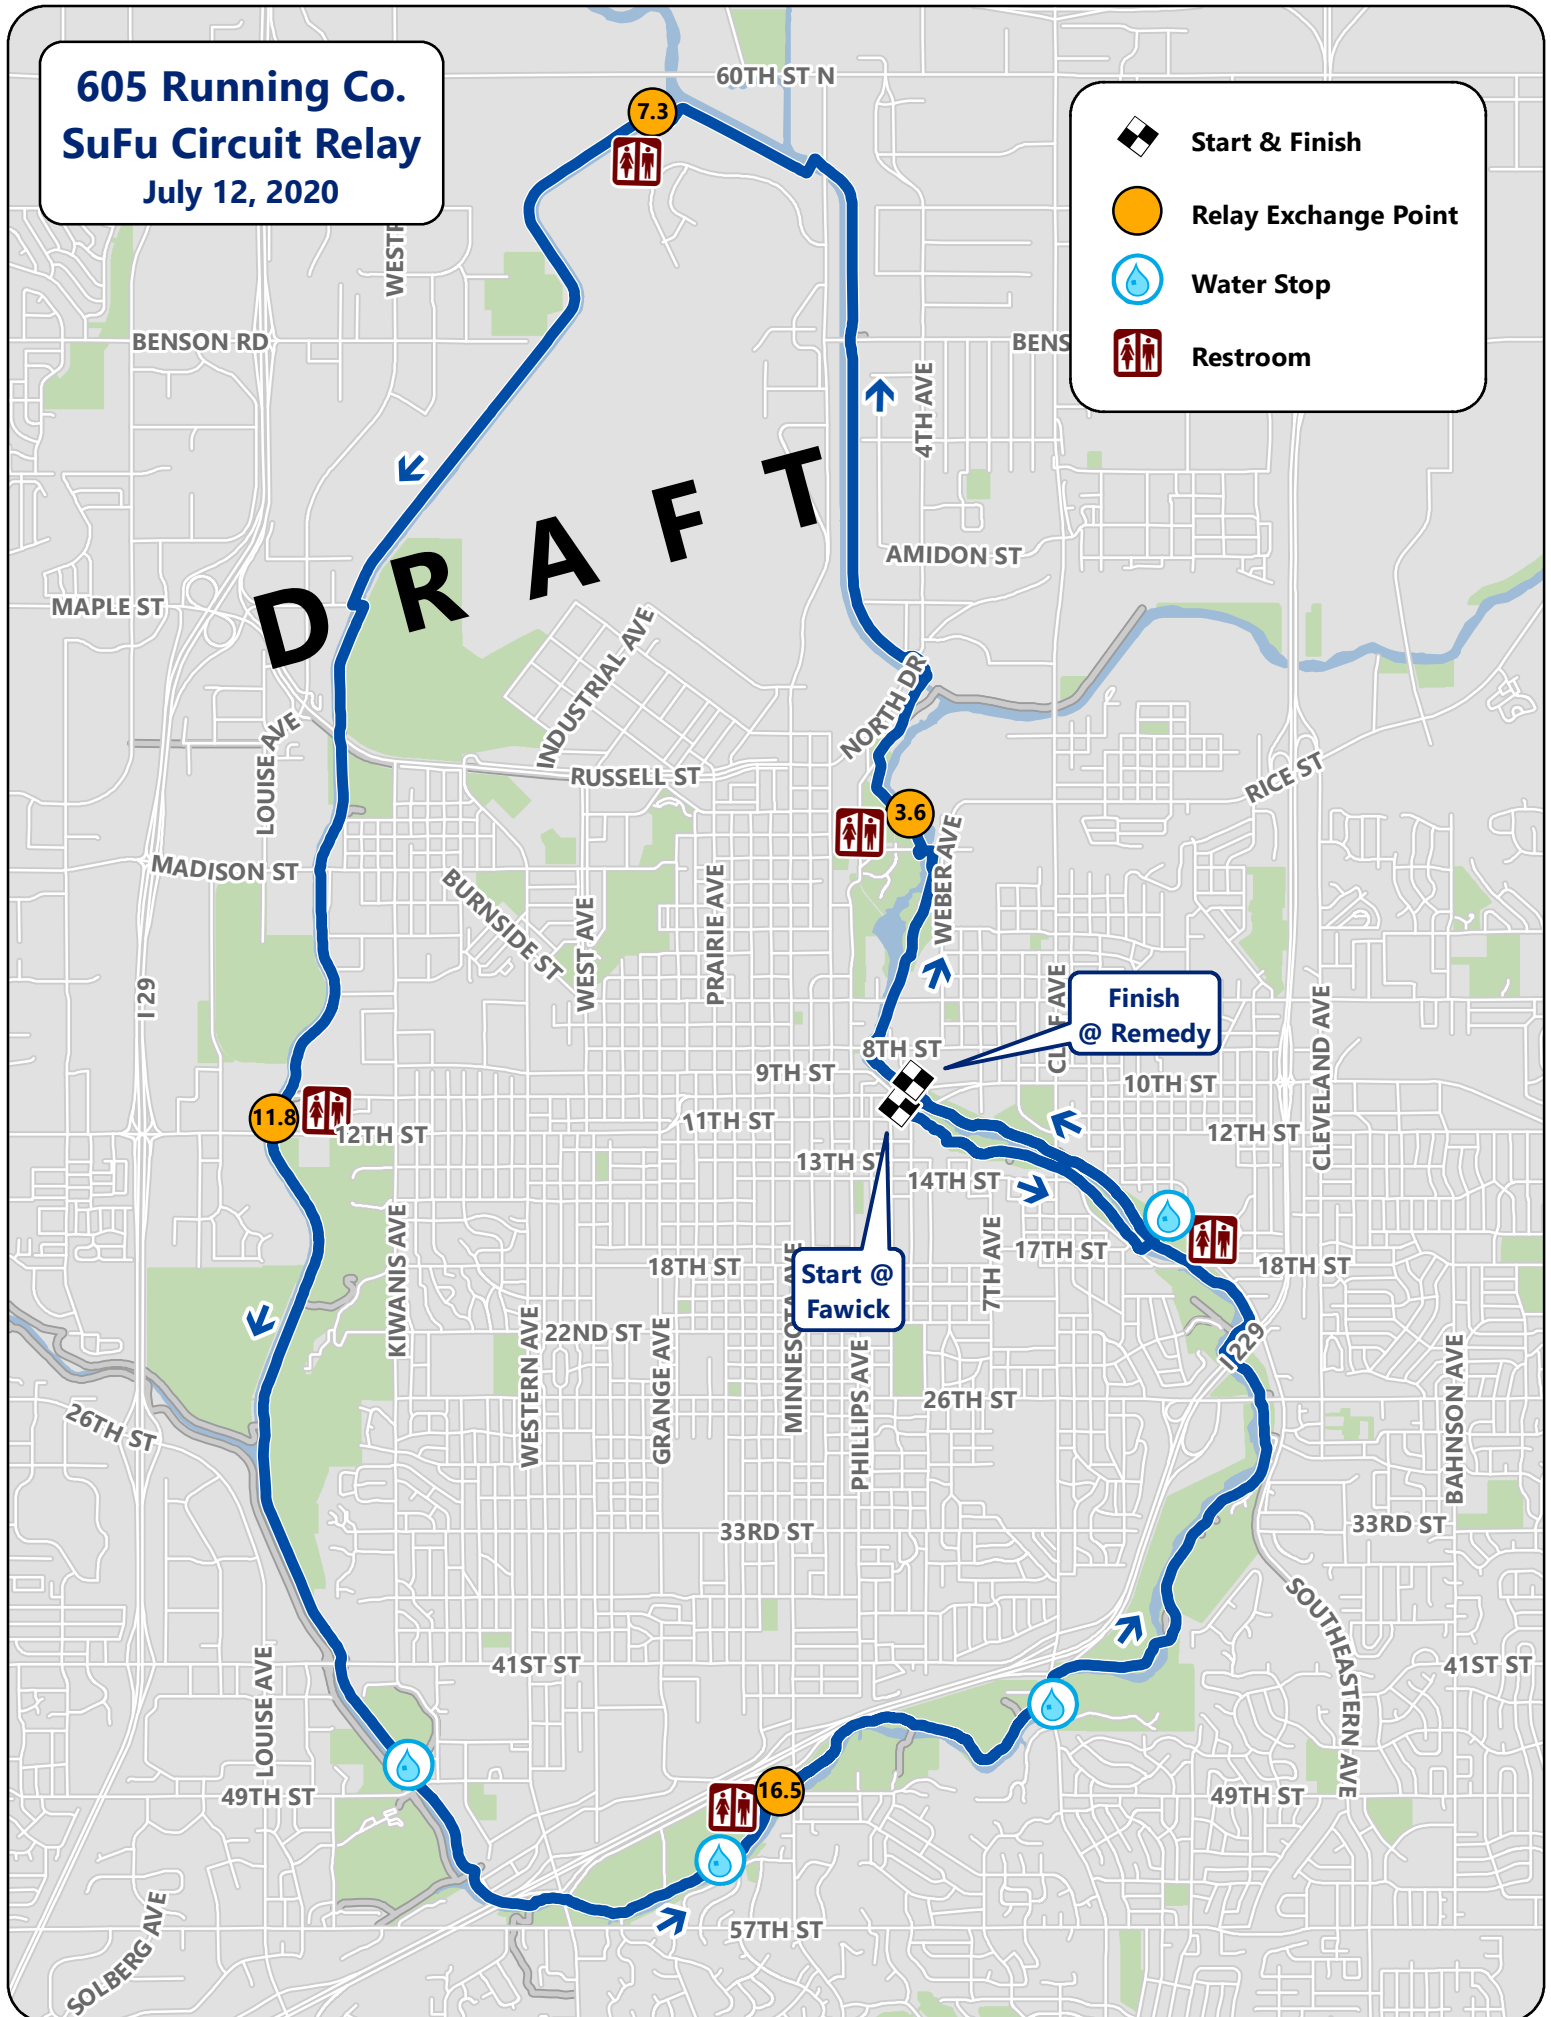 605 Running Co.
SuFu Circuit Relay
July 12, 2020
Start & Finish
Relay Exchange Point
Water Stop
Restroom
60TH ST N
7.3
BENSON RD
4TH AVE
DRAFT
AMIDON ST
MAPLE ST
INDUSTRIAL AVE
NORTH DR
LOUISE AVE
RUSSELL ST
RICE ST
3.6
WEBER AVE
MADISON ST
BURNSIDE ST
WEST AVE
PRAIRIE AVE
I 29
Finish
@ Remedy
CLEVELAND AVE
8TH ST
9TH ST
10TH ST
11.8
11TH ST
12TH ST
12TH ST
13TH ST
14TH ST
KIWANIS AVE
7TH AVE
17TH ST
18TH ST
18TH ST
Start @
Fawick
22ND ST
I 229
WESTERN AVE
GRANGE AVE
PHILLIPS AVE
26TH ST
26TH ST
BAHNSON AVE
33RD ST
33RD ST
SOUTHEASTERN AVE
41ST ST
41ST ST
LOUISE AVE
49TH ST
16.5
49TH ST
57TH ST
SOLBERG AVE